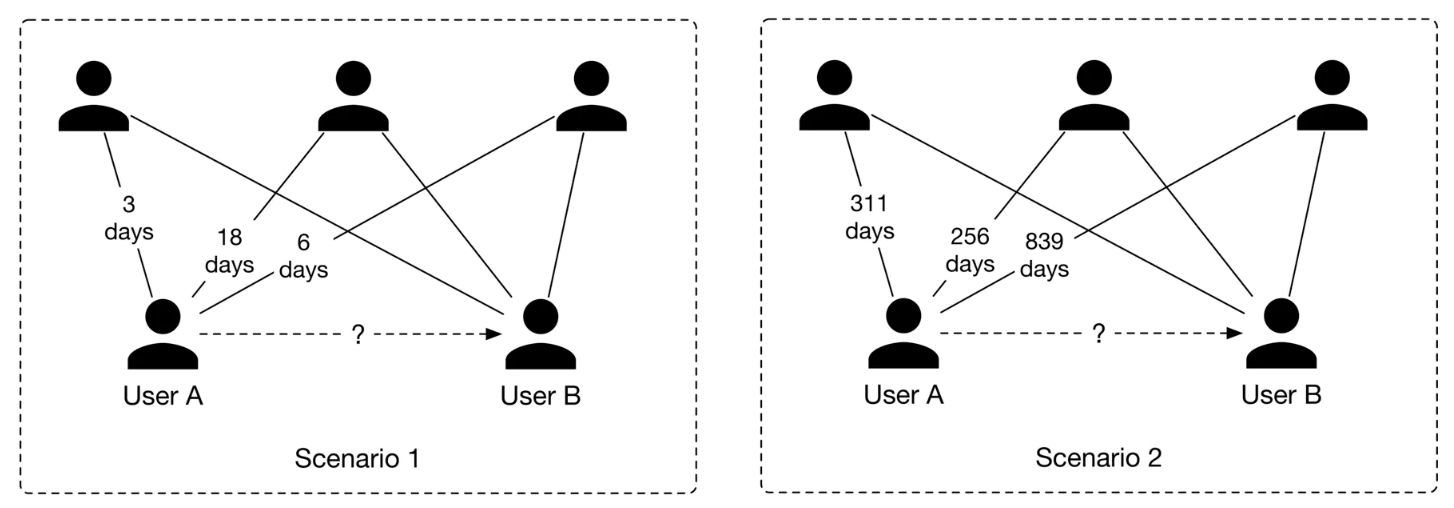 3
days
18
days
6
days
?
User A
User B
Scenario 1
311
days
256
days
839
days
?
User A
User B
Scenario 2